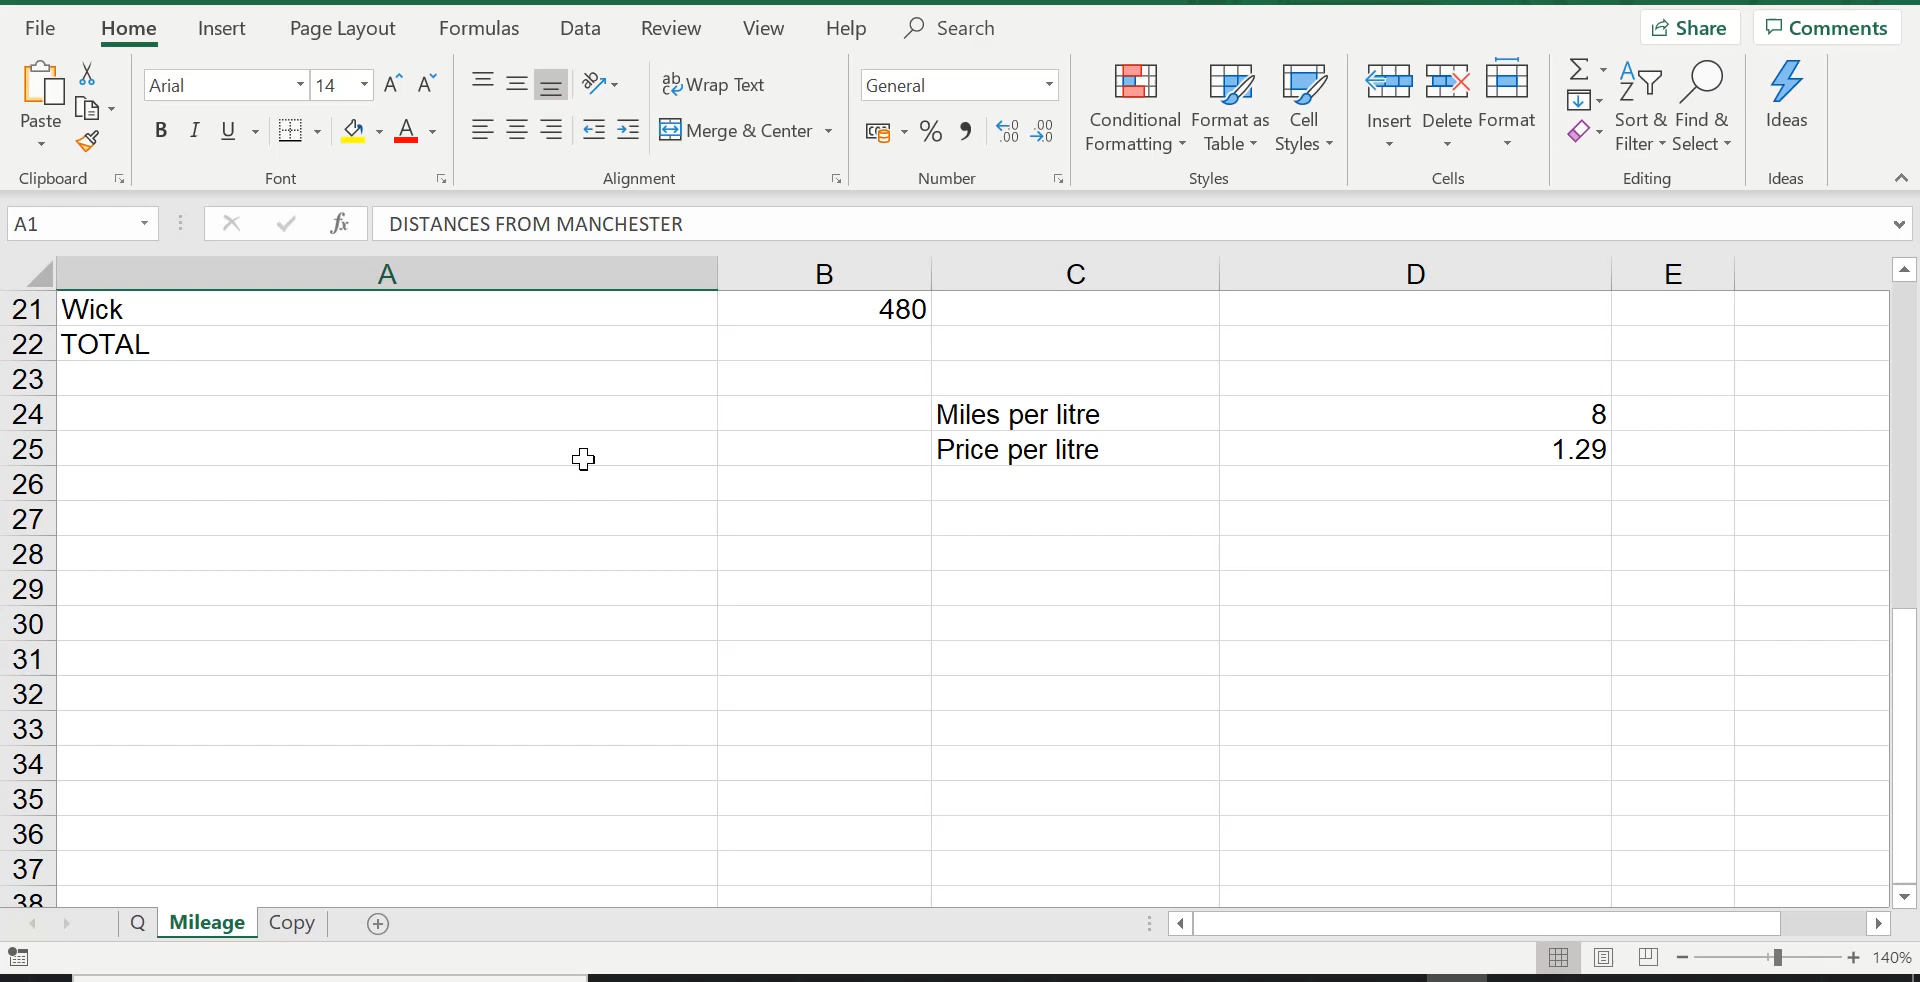 File Home Insert Page Layout Formulas Data Review View Help Search Share Comments
Arial 14 A A ab Wrap Text General
Paste B I U A Merge & Center % Conditional Formatting Format as Table Cell Styles Insert Delete Format Sort & Filter Find & Select Ideas
Clipboard Font Alignment Number Styles Cells Editing Ideas
A1 fx DISTANCES FROM MANCHESTER
A B C D E
21 Wick 480
22 TOTAL
23
24 Miles per litre 8
25 Price per litre 1.29
26
27
28
29
30
31
32
33
34
35
36
37
38
Q Mileage Copy
140%